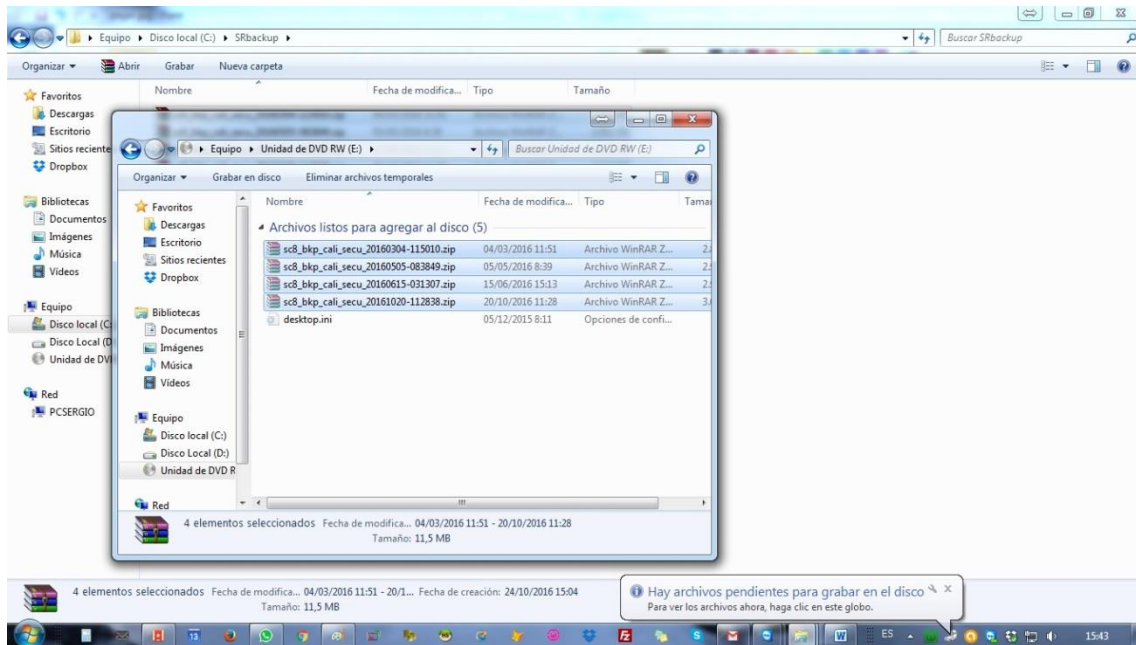 Equipo ▸ Disco local (C:) ▸ SRbackup ▸
Buscar SRbackup
Organizar Abrir Grabar Nueva carpeta
Nombre Fecha de modifica... Tipo Tamaño
Favoritos
Descargas
Escritorio
Sitios reciente
Dropbox
Bibliotecas
Documentos
Imágenes
Música
Vídeos
Equipo
Disco local (C:
Disco Local (D
Unidad de DV
Red
PCSERGIO
Equipo ▸ Unidad de DVD RW (E:) ▸
Buscar Unidad de DVD RW (E:)
Organizar Grabar en disco Eliminar archivos temporales
Favoritos
Descargas
Escritorio
Sitios recientes
Dropbox
Bibliotecas
Documentos
Imágenes
Música
Vídeos
Equipo
Disco local (C:)
Disco Local (D:)
Unidad de DVD R
Red
Nombre Fecha de modifica... Tipo Tamañ
Archivos listos para agregar al disco (5)
sc8_bkp_cali_secu_20160304-115010.zip 04/03/2016 11:51 Archivo WinRAR Z... 2.
sc8_bkp_cali_secu_20160505-083849.zip 05/05/2016 8:39 Archivo WinRAR Z... 2.
sc8_bkp_cali_secu_20160615-031307.zip 15/06/2016 15:13 Archivo WinRAR Z... 2.
sc8_bkp_cali_secu_20161020-112838.zip 20/10/2016 11:28 Archivo WinRAR Z... 3.
desktop.ini 05/12/2015 8:11 Opciones de confi...
4 elementos seleccionados Fecha de modifica... 04/03/2016 11:51 - 20/10/2016 11:28
Tamaño: 11,5 MB
4 elementos seleccionados Fecha de modifica... 04/03/2016 11:51 - 20/1... Fecha de creación: 24/10/2016 15:04
Tamaño: 11,5 MB
Hay archivos pendientes para grabar en el disco
Para ver los archivos ahora, haga clic en este globo.
ES 15:43